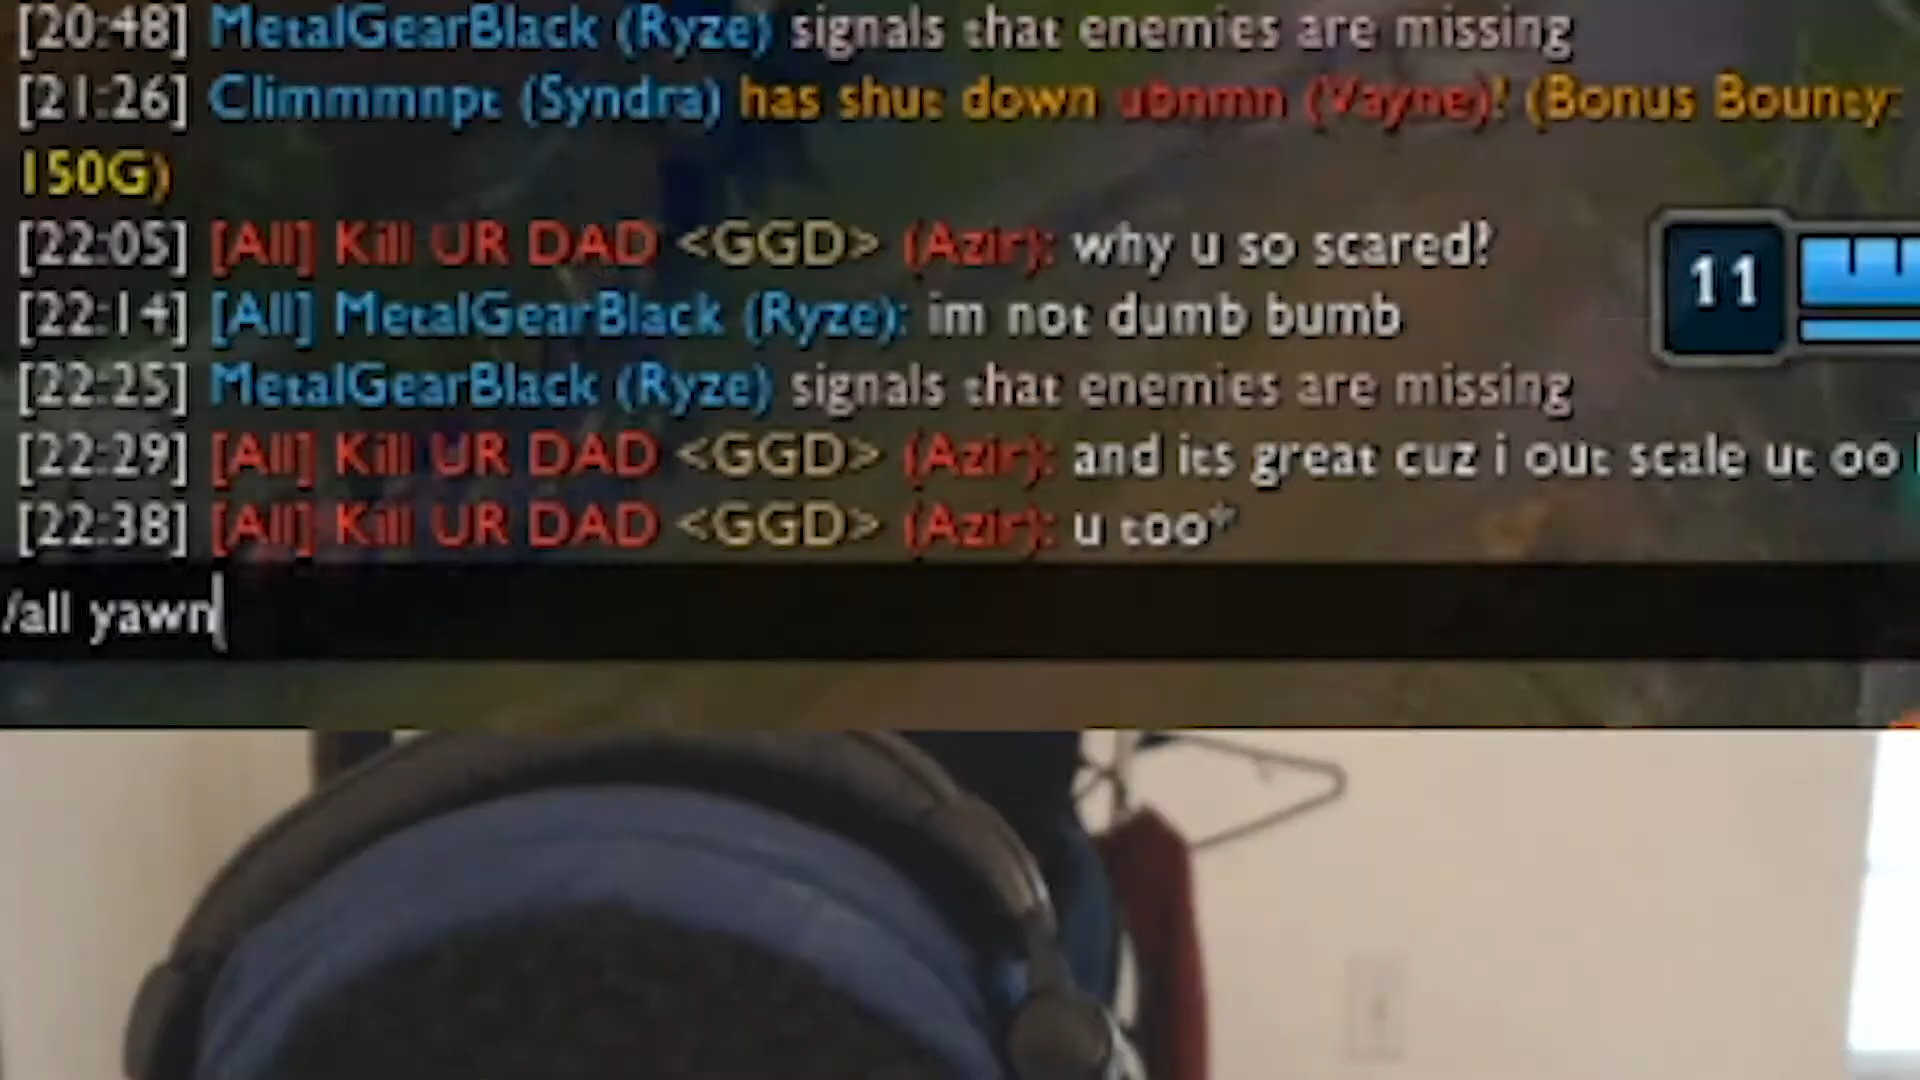 [20:48] MetalGearBlack (Ryze) signals that enemies are missing
[21:26] Climmmnpt (Syndra) has shut down ubnmn (Vayne)! (Bonus Bounty:
150G)
[22:05] [All] Kill UR DAD <GGD> (Azir): why u so scared?
[22:14] [All] MetalGearBlack (Ryze): im not dumb bumb
11
[22:25] MetalGearBlack (Ryze) signals that enemies are missing
[22:29] [All] Kill UR DAD <GGD> (Azir): and its great cuz i out scale ut oo
[22:38] [All] Kill UR DAD <GGD> (Azir): u too*
/all yawn